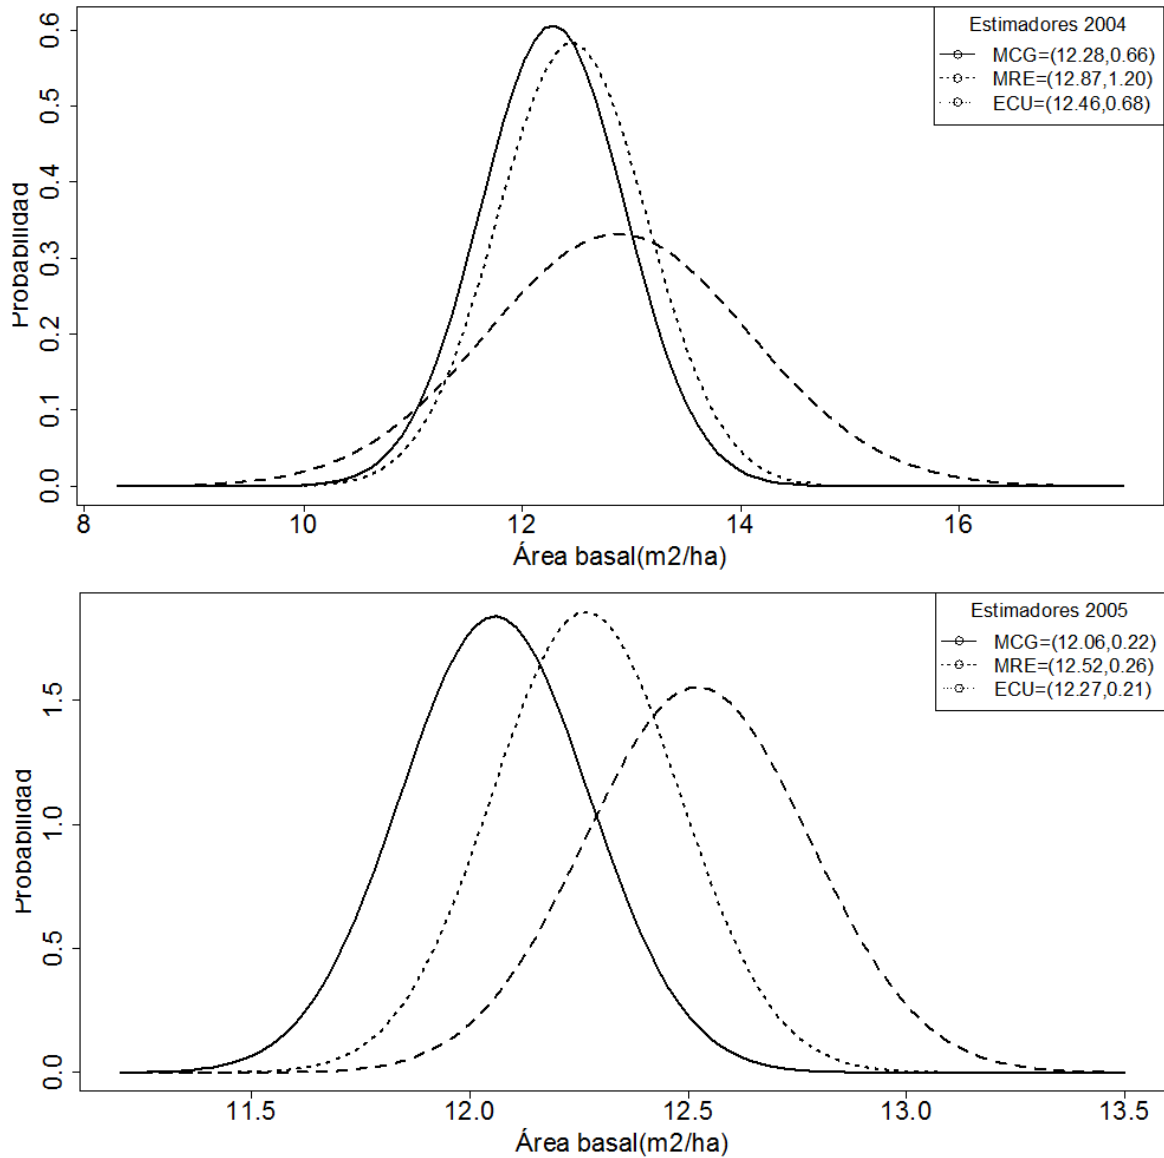 Estimadores 2004
MCG=(12.28,0.66)
MRE=(12.87,1.20)
ECU=(12.46,0.68)
Probabilidad
0.6
0.5
0.4
0.3
0.2
0.1
0.0
8 10 12 14 16
Área basal(m2/ha)
Estimadores 2005
MCG=(12.06,0.22)
MRE=(12.52,0.26)
ECU=(12.27,0.21)
Probabilidad
1.5
1.0
0.5
0.0
11.5 12.0 12.5 13.0 13.5
Área basal(m2/ha)